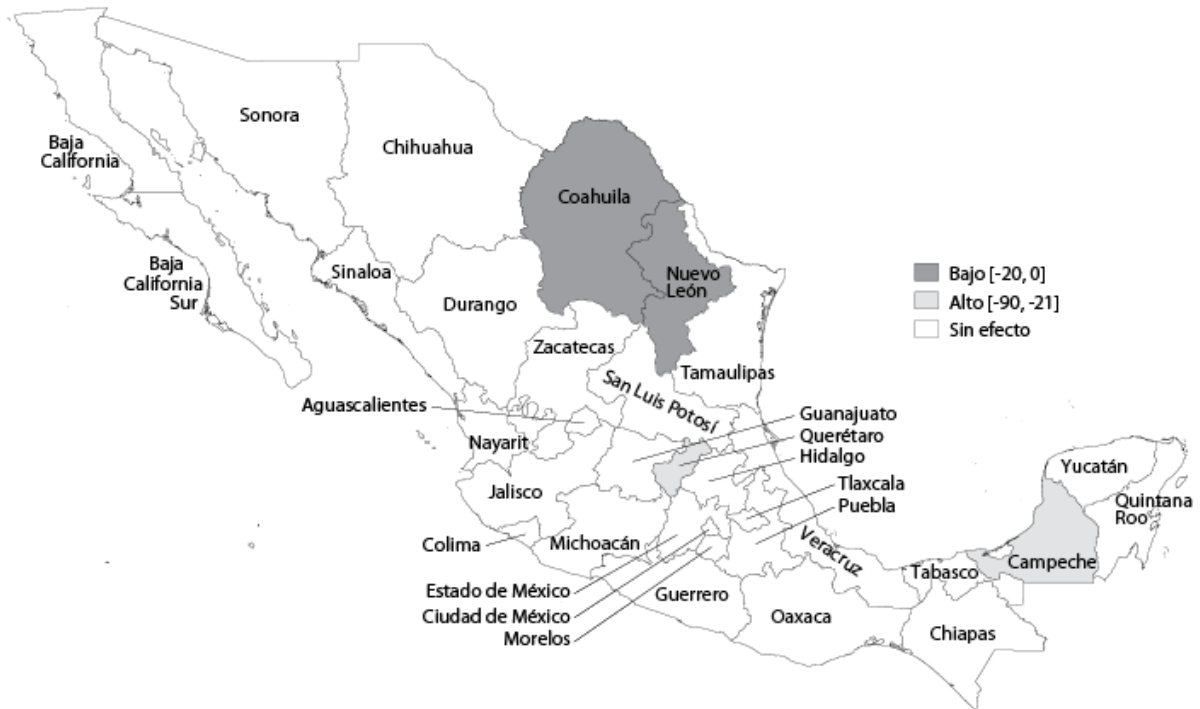 Sonora
Baja
California
Chihuahua
Coahuila
Baja
California
Sur
Sinaloa
Durango
Nuevo
León
Bajo [-20, 0]
Alto [-90, -21]
Sin efecto
Zacatecas
Tamaulipas
San Luis Potosí
Aguascalientes
Nayarit
Guanajuato
Querétaro
Hidalgo
Tlaxcala
Puebla
Jalisco
Colima
Michoacán
Veracruz
Yucatán
Quintana
Roo
Campeche
Tabasco
Estado de México
Ciudad de México
Morelos
Guerrero
Oaxaca
Chiapas